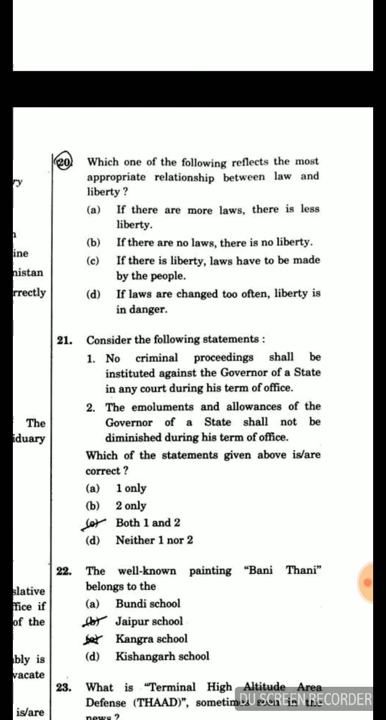 20. Which one of the following reflects the most
ry
appropriate relationship between law and
liberty ?
(a) If there are more laws, there is less
liberty.
(b) If there are no laws, there is no liberty.
ine
(c) If there is liberty, laws have to be made
nistan
by the people.
rrectly
(d) If laws are changed too often, liberty is
in danger.
21. Consider the following statements :
1. No criminal proceedings shall be
instituted against the Governor of a State
in any court during his term of office.
2. The emoluments and allowances of the
The
Governor of a State shall not be
iduary
diminished during his term of office.
Which of the statements given above is/are
correct ?
(a) 1 only
(b) 2 only
(c) Both 1 and 2
(d) Neither 1 nor 2
22. The well-known painting “Bani Thani”
belongs to the
slative
(a) Bundi school
ffice if
of the
(b) Jaipur school
(c) Kangra school
(d) Kishangarh school
bly is
vacate
23. What is “Terminal High Altitude Area
Defense (THAAD)”, sometimes seen in the
is/are
news ?
DU SCREEN RECORDER